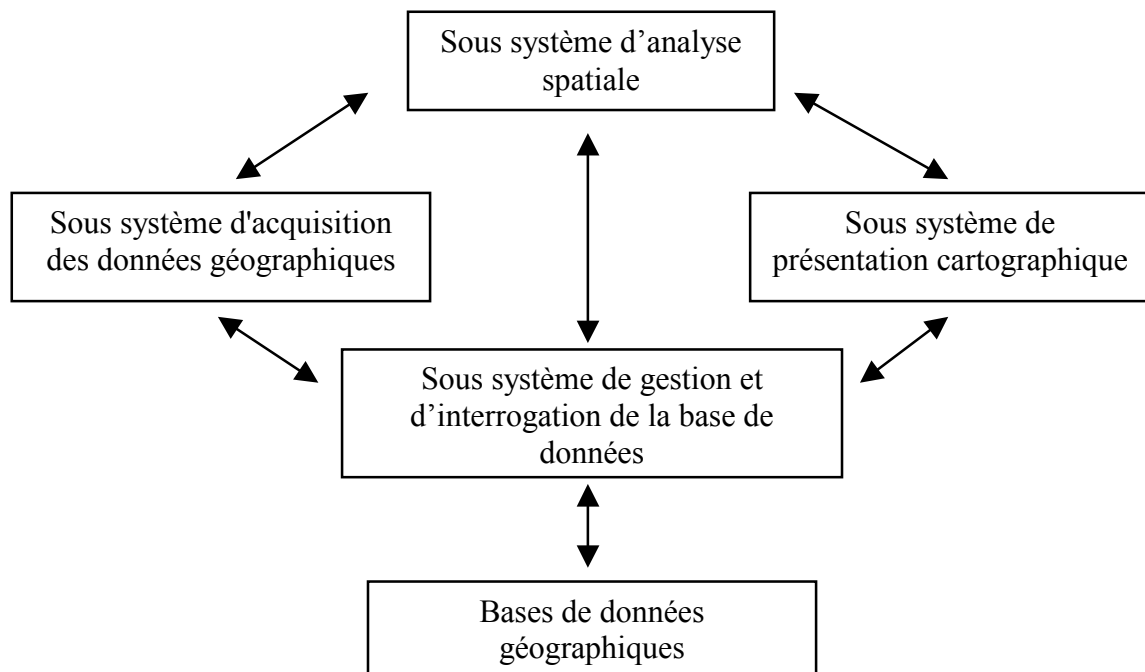 Sous système d’analyse
spatiale
Sous système d'acquisition
des données géographiques
Sous système de
présentation cartographique
Sous système de gestion et
d’interrogation de la base de
données
Bases de données
géographiques